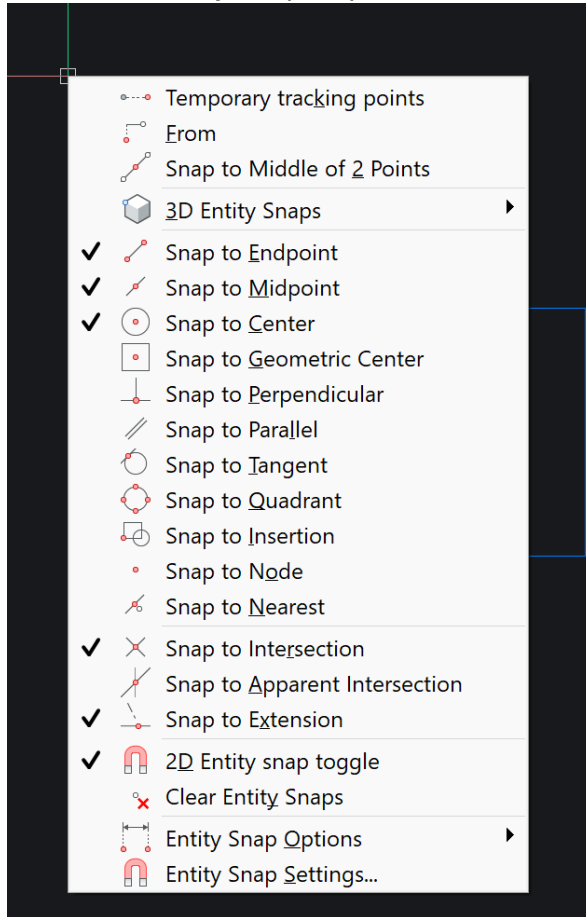 Temporary tracking points
From
Snap to Middle of 2 Points
3D Entity Snaps
Snap to Endpoint
Snap to Midpoint
Snap to Center
Snap to Geometric Center
Snap to Perpendicular
Snap to Parallel
Snap to Tangent
Snap to Quadrant
Snap to Insertion
Snap to Node
Snap to Nearest
Snap to Intersection
Snap to Apparent Intersection
Snap to Extension
2D Entity snap toggle
Clear Entity Snaps
Entity Snap Options
Entity Snap Settings...